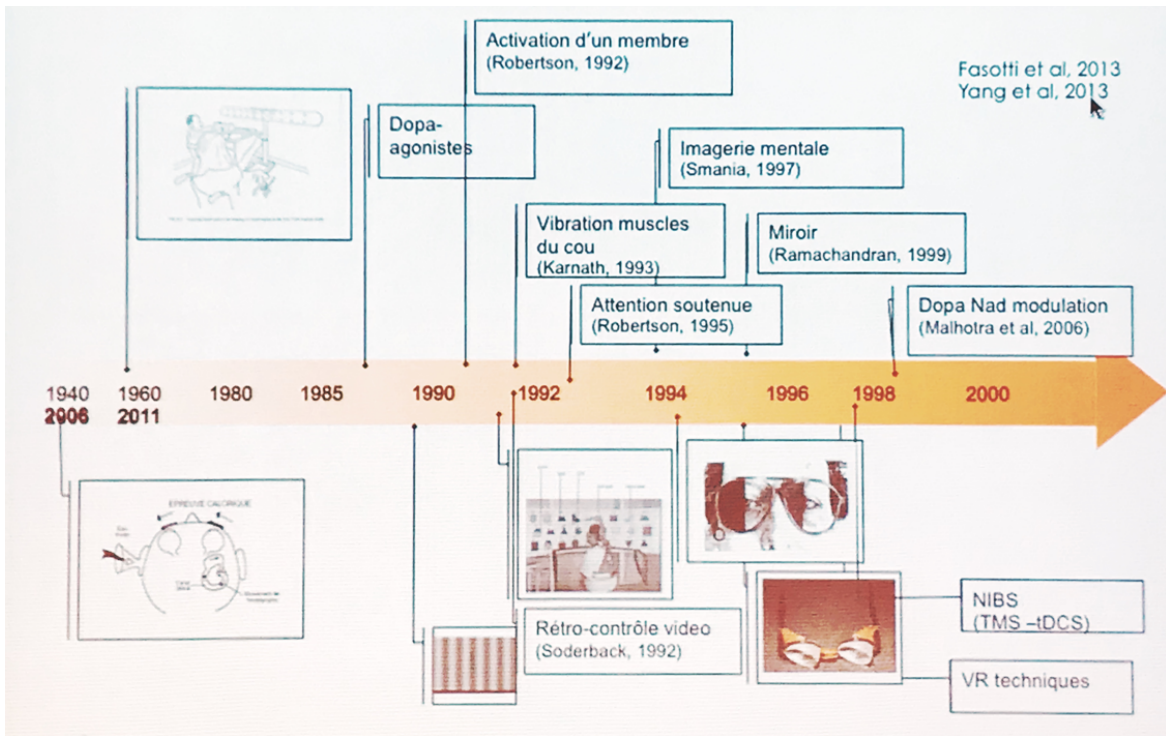 Activation d'un membre
(Robertson, 1992)
Fasotti et al, 2013
Yang et al, 2013
Dopa-
agonistes
Imagerie mentale
(Smania, 1997)
Vibration muscles
du cou
(Karnath, 1993)
Miroir
(Ramachandran, 1999)
Attention soutenue
(Robertson, 1995)
Dopa Nad modulation
(Malhotra et al, 2006)
1940 1960 1980 1985 1990 1992 1994 1996 1998 2000
2006 2011
EPREUVE CALORIQUE
Rétro-contrôle video
(Soderback, 1992)
NIBS
(TMS –tDCS)
VR techniques